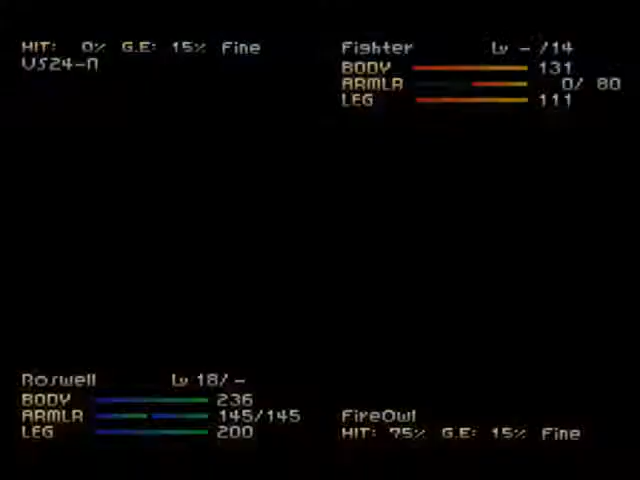 HIT: 0% G.E: 15% Fine
VS24-N
Fighter Lv - /14
BODY 131
ARMLR 0/ 80
LEG 111
Roswell Lv 18/ -
BODY 236
ARMLR 145/145
LEG 200
FireOwl
HIT: 75% G.E: 15% Fine